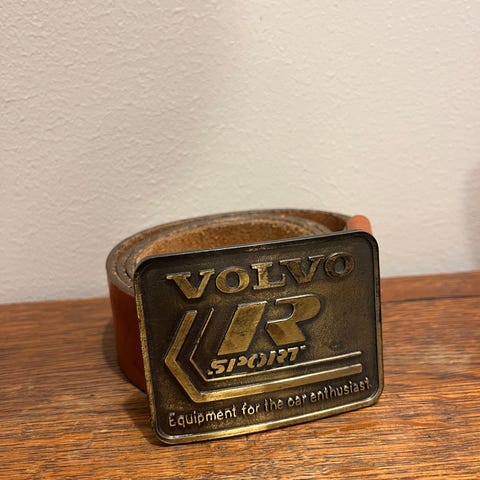 VOLVO
R
SPORT
Equipment for the car enthusiast.